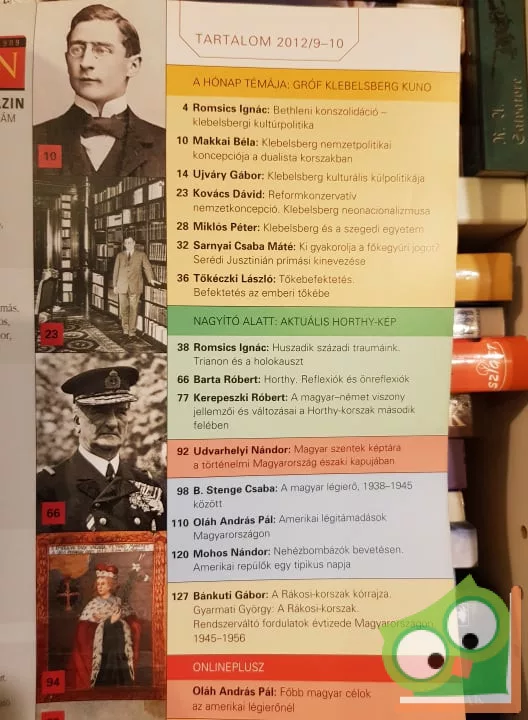 TARTALOM 2012/9–10
A HÓNAP TÉMÁJA: GRÓF KLEBELSBERG KUNO
4 Romsics Ignác: Bethleni konszolidáció –
klebelsbergi kultúrpolitika
10 Makkai Béla: Klebelsberg nemzetpolitikai
koncepciója a dualista korszakban
14 Ujváry Gábor: Klebelsberg kulturális külpolitikája
23 Kovács Dávid: Reformkonzervatív
nemzetkoncepció. Klebelsberg neonacionalizmusa
28 Miklós Péter: Klebelsberg és a szegedi egyetem
32 Sarnyai Csaba Máté: Ki gyakorolja a főkegyúri jogot?
Serédi Jusztinián prímási kinevezése
36 Tőkéczki László: Tőkebefektetés.
Befektetés az emberi tőkébe
NAGYÍTÓ ALATT: AKTUÁLIS HORTHY-KÉP
38 Romsics Ignác: Huszadik századi traumáink.
Trianon és a holokauszt
66 Barta Róbert: Horthy. Reflexiók és önreflexiók
77 Kerepeszki Róbert: A magyar–német viszony
jellemzői és változásai a Horthy-korszak második
felében
92 Udvarhelyi Nándor: Magyar szentek képtára
a történelmi Magyarország északi kapujában
98 B. Stenge Csaba: A magyar légierő, 1938–1945
között
110 Oláh András Pál: Amerikai légitámadások
Magyarországon
120 Mohos Nándor: Nehézbombázók bevetésen.
Amerikai repülők egy tipikus napja
127 Bánkuti Gábor: A Rákosi-korszak kórrajza.
Gyarmati György: A Rákosi-korszak.
Rendszerváltó fordulatok évtizede Magyarországon
1945–1956
ONLINEPLUSZ
Oláh András Pál: Főbb magyar célok
az amerikai légierőnél
10
23
66
94
N
ZIN
más.